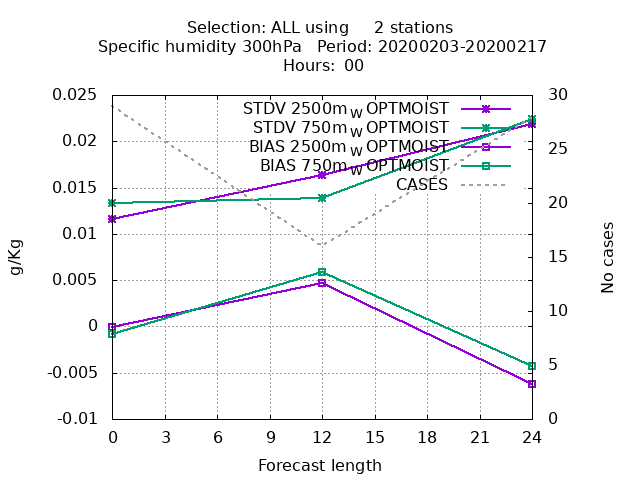 Selection: ALL using 2 stations
Specific humidity 300hPa Period: 20200203-20200217
Hours: 00
0.025
0.02
0.015
0.01
0.005
0
-0.005
-0.01
g/Kg
STDV 2500m_W OPTMOIST
STDV 750m_W OPTMOIST
BIAS 2500m_W OPTMOIST
BIAS 750m_W OPTMOIST
CASES
30
25
20
15
10
5
0
No cases
0 3 6 9 12 15 18 21 24
Forecast length